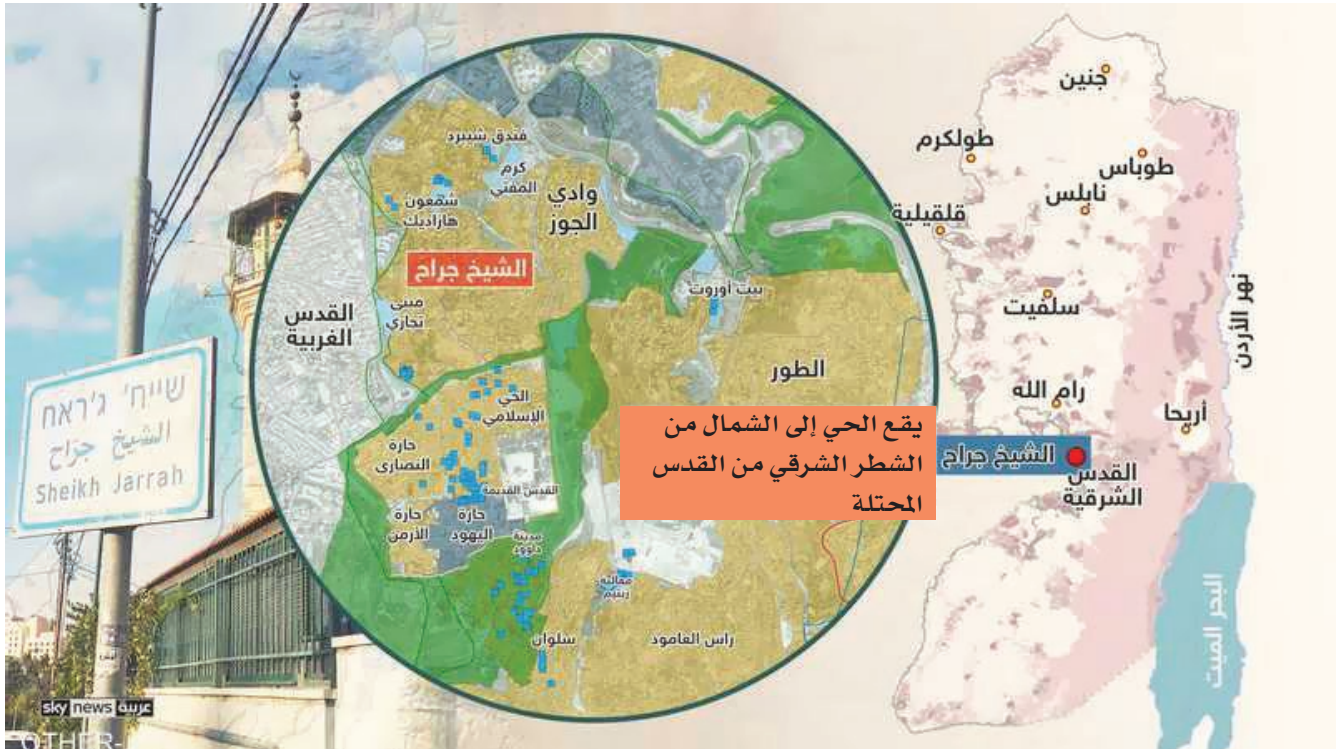 שייח' ג'ראח
الشيخ جراح
Sheikh Jarrah
sky news عربية
فندق شيبرد
كرم
المفتي
شمعون
هازاديك
وادي
الجوز
الشيخ جراح
القدس
الغربية
مبنى
تجاري
بيت أوروت
الطور
الحي
الإسلامي
حارة
النصارى
القدس القديمة
حارة
الأرمن
حارة
اليهود
مدينة
داوود
معاليه
زيتيم
سلوان
راس العامود
يقع الحي إلى الشمال من
الشطر الشرقي من القدس
المحتلة
جنين
طولكرم
طوباس
نابلس
قلقيلية
سلفيت
نهر الأردن
رام الله
أريحا
الشيخ جراح
القدس
الشرقية
البحر الميت